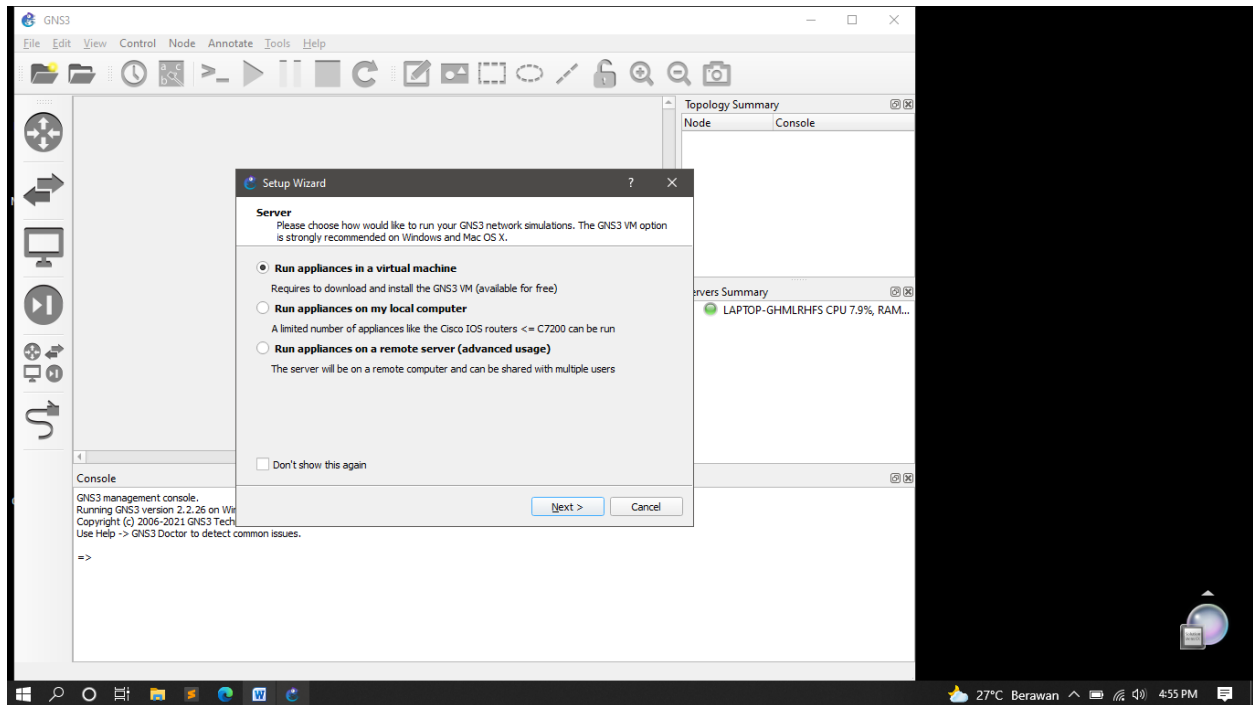 GNS3
File Edit View Control Node Annotate Tools Help
Topology Summary
Node Console
Setup Wizard
Server
Please choose how would like to run your GNS3 network simulations. The GNS3 VM option
is strongly recommended on Windows and Mac OS X.
Run appliances in a virtual machine
Requires to download and install the GNS3 VM (available for free)
Run appliances on my local computer
A limited number of appliances like the Cisco IOS routers <= C7200 can be run
Run appliances on a remote server (advanced usage)
The server will be on a remote computer and can be shared with multiple users
Don't show this again
Next > Cancel
ervers Summary
LAPTOP-GHMLRHFS CPU 7.9%, RAM...
Console
GNS3 management console.
Running GNS3 version 2.2.26 on Wi
Copyright (c) 2006-2021 GNS3 Tech
Use Help -> GNS3 Doctor to detect common issues.
=>
27°C Berawan 4:55 PM